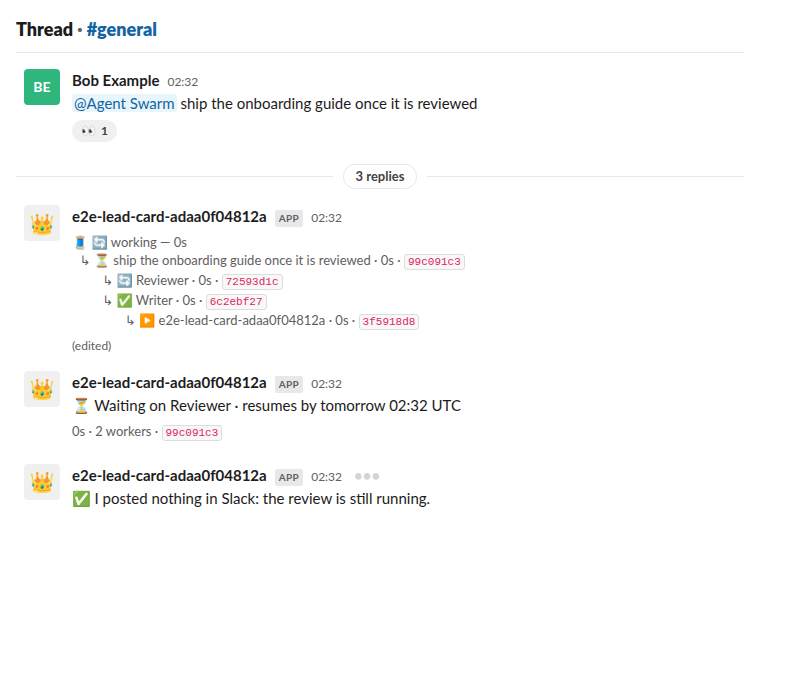 Thread • #general
BE
Bob Example 02:32
@Agent Swarm ship the onboarding guide once it is reviewed
👀 1
3 replies
e2e-lead-card-adaa0f04812a APP 02:32
🧵 🔄 working — 0s
↳ ⏳ ship the onboarding guide once it is reviewed · 0s · 99c091c3
↳ 🔄 Reviewer · 0s · 72593d1c
↳ ✅ Writer · 0s · 6c2ebf27
↳ ▶️ e2e-lead-card-adaa0f04812a · 0s · 3f5918d8
(edited)
e2e-lead-card-adaa0f04812a APP 02:32
⏳ Waiting on Reviewer · resumes by tomorrow 02:32 UTC
0s · 2 workers · 99c091c3
e2e-lead-card-adaa0f04812a APP 02:32
✅ I posted nothing in Slack: the review is still running.